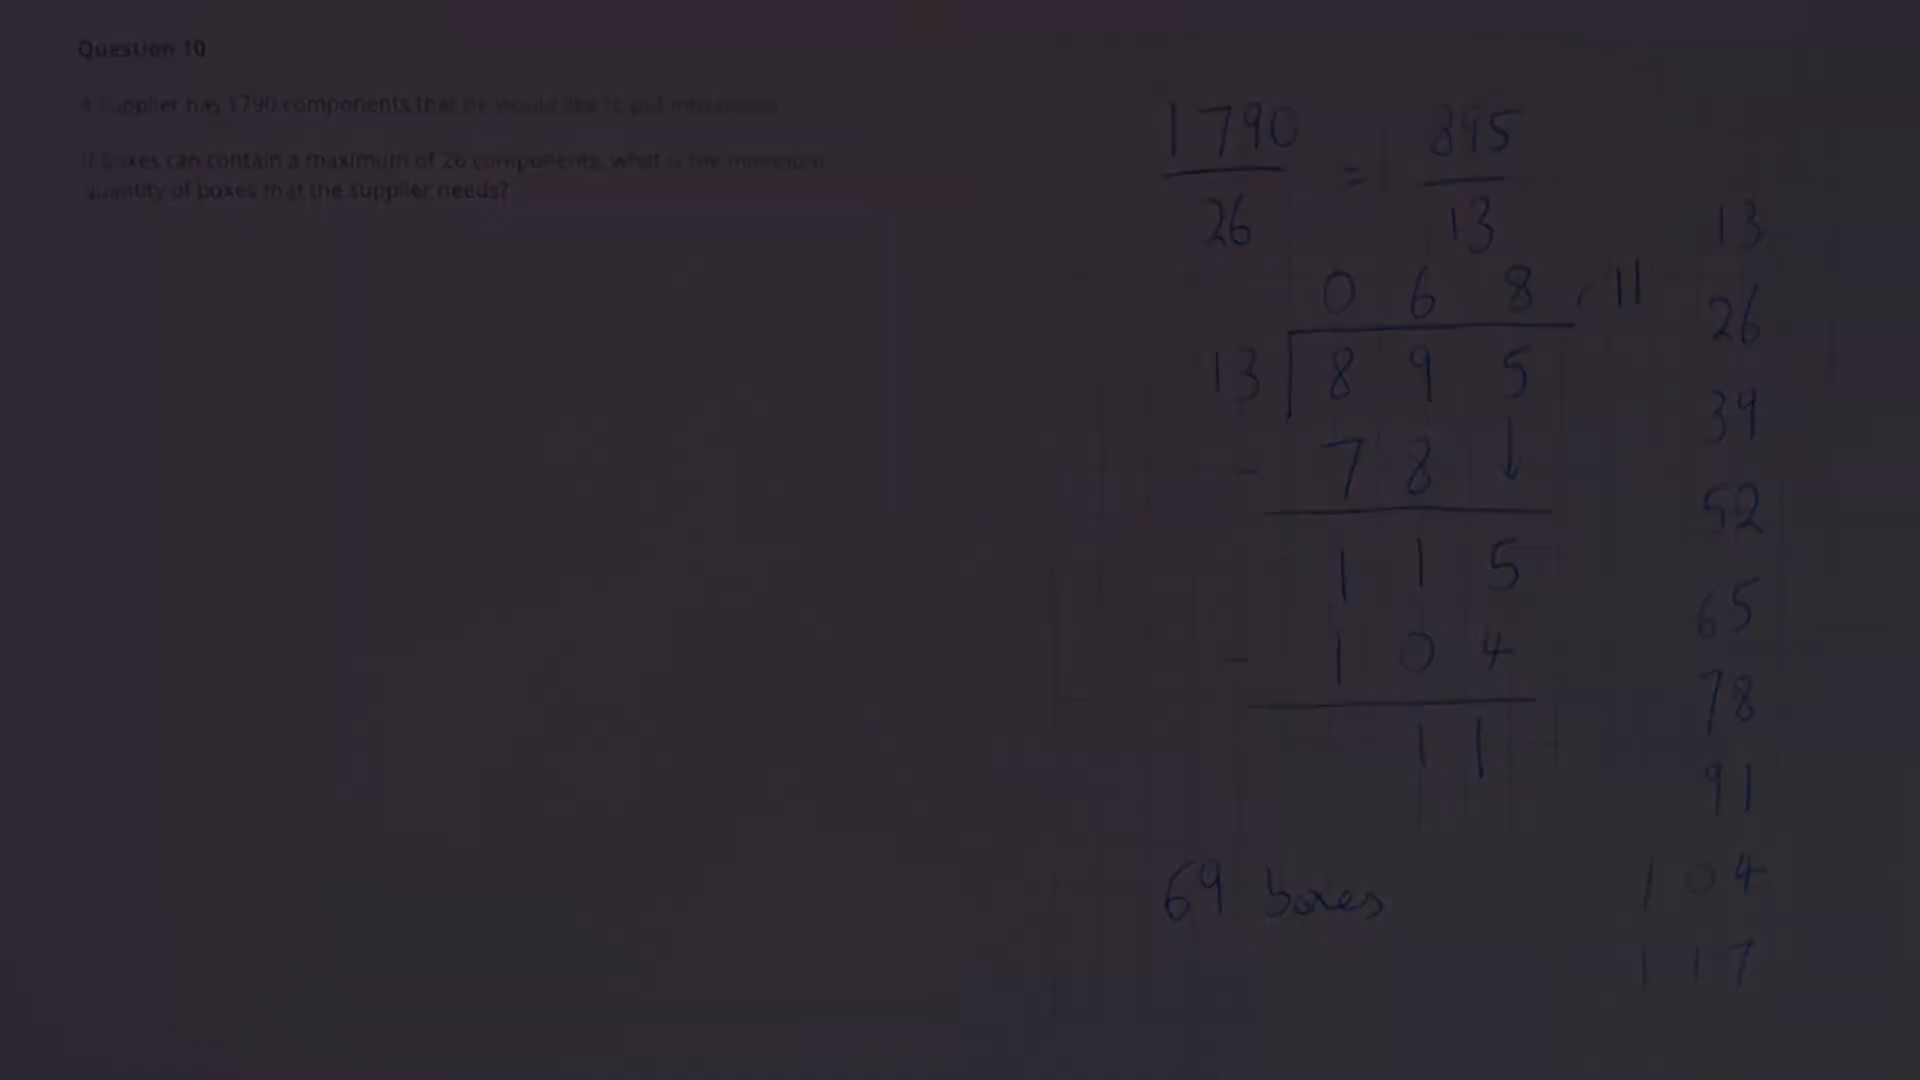 Question 10
A supplier has 1790 components that he would like to put into boxes.
If boxes can contain a maximum of 26 components, what is the minimum
quantity of boxes that the supplier needs?
1790 = 895
26 13
13
0 6 8 r 11
26
13 8 9 5
39
- 7 8 ↓
52
1 1 5
65
- 1 0 4
78
1 1
91
69 boxes
104
117